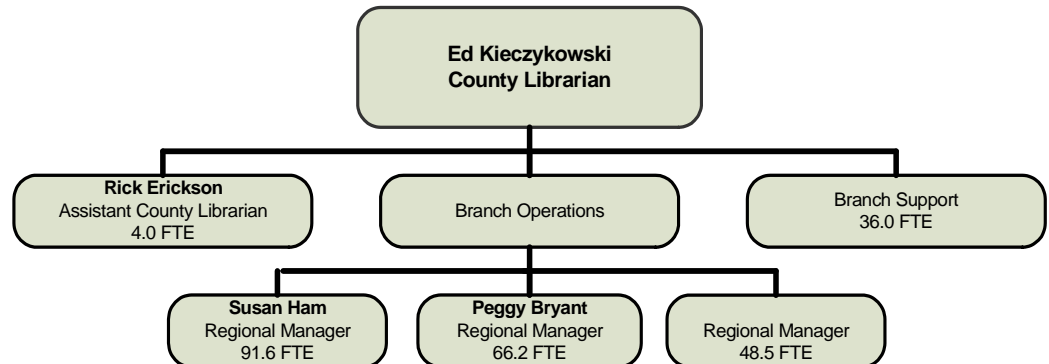 Ed Kieczykowski
County Librarian
Rick Erickson
Assistant County Librarian
4.0 FTE
Branch Operations
Branch Support
36.0 FTE
Susan Ham
Regional Manager
91.6 FTE
Peggy Bryant
Regional Manager
66.2 FTE
Regional Manager
48.5 FTE